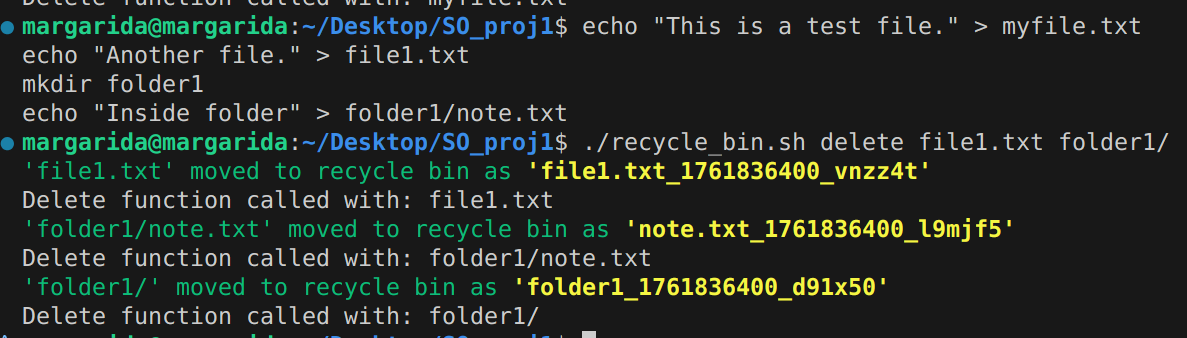 Delete function called with: myfile.txt
margarida@margarida:~/Desktop/SO_proj1$ echo "This is a test file." > myfile.txt
echo "Another file." > file1.txt
mkdir folder1
echo "Inside folder" > folder1/note.txt
margarida@margarida:~/Desktop/SO_proj1$ ./recycle_bin.sh delete file1.txt folder1/
'file1.txt' moved to recycle bin as 'file1.txt_1761836400_vnzz4t'
Delete function called with: file1.txt
'folder1/note.txt' moved to recycle bin as 'note.txt_1761836400_l9mjf5'
Delete function called with: folder1/note.txt
'folder1/' moved to recycle bin as 'folder1_1761836400_d91x50'
Delete function called with: folder1/
margarida@margarida:~/Desktop/SO_proj1$